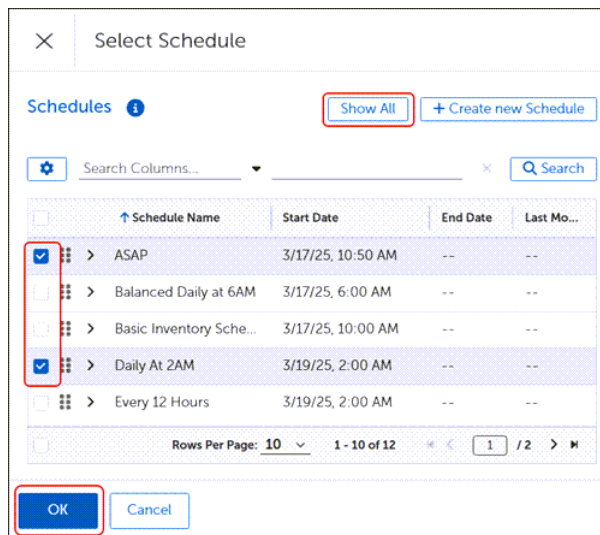 Select Schedule
Schedules
Show All
+ Create new Schedule
Search Columns...
Search
Schedule Name Start Date End Date Last Mo...
ASAP 3/17/25, 10:50 AM -- --
Balanced Daily at 6AM 3/17/25, 6:00 AM -- --
Basic Inventory Sche... 3/17/25, 10:00 AM -- --
Daily At 2AM 3/19/25, 2:00 AM -- --
Every 12 Hours 3/19/25, 2:00 AM -- --
Rows Per Page: 10 1 - 10 of 12 1 / 2
OK Cancel